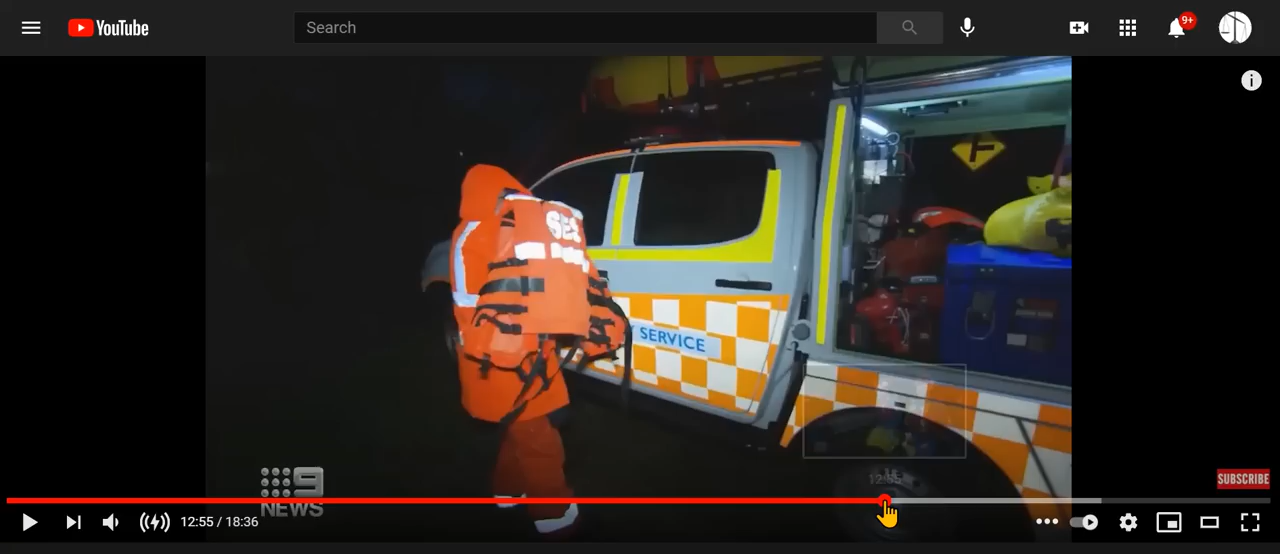 YouTube
Search
9+
SES
SERVICE
12:55
9
NEWS
SUBSCRIBE
12:55 / 18:36